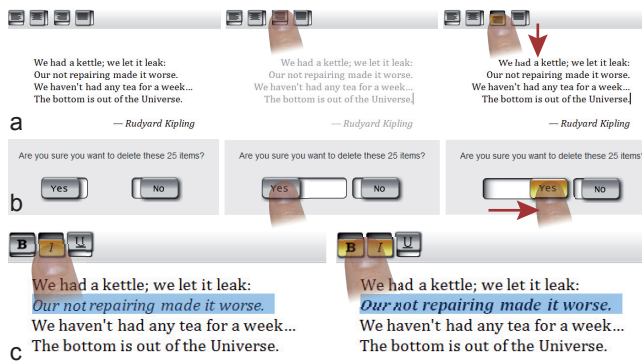 We had a kettle; we let it leak:
Our not repairing made it worse.
We haven't had any tea for a week...
The bottom is out of the Universe.
— Rudyard Kipling
We had a kettle; we let it leak:
Our not repairing made it worse.
We haven't had any tea for a week...
The bottom is out of the Universe.
— Rudyard Kipling
We had a kettle; we let it leak:
Our not repairing made it worse.
We haven't had any tea for a week...
The bottom is out of the Universe.
— Rudyard Kipling
a
Are you sure you want to delete these 25 items?
Yes No
Are you sure you want to delete these 25 items?
Yes No
Are you sure you want to delete these 25 items?
Yes No
b
B I U
We had a kettle; we let it leak:
Our not repairing made it worse.
We haven't had any tea for a week...
The bottom is out of the Universe.
B I U
We had a kettle; we let it leak:
Our not repairing made it worse.
We haven't had any tea for a week...
The bottom is out of the Universe.
c